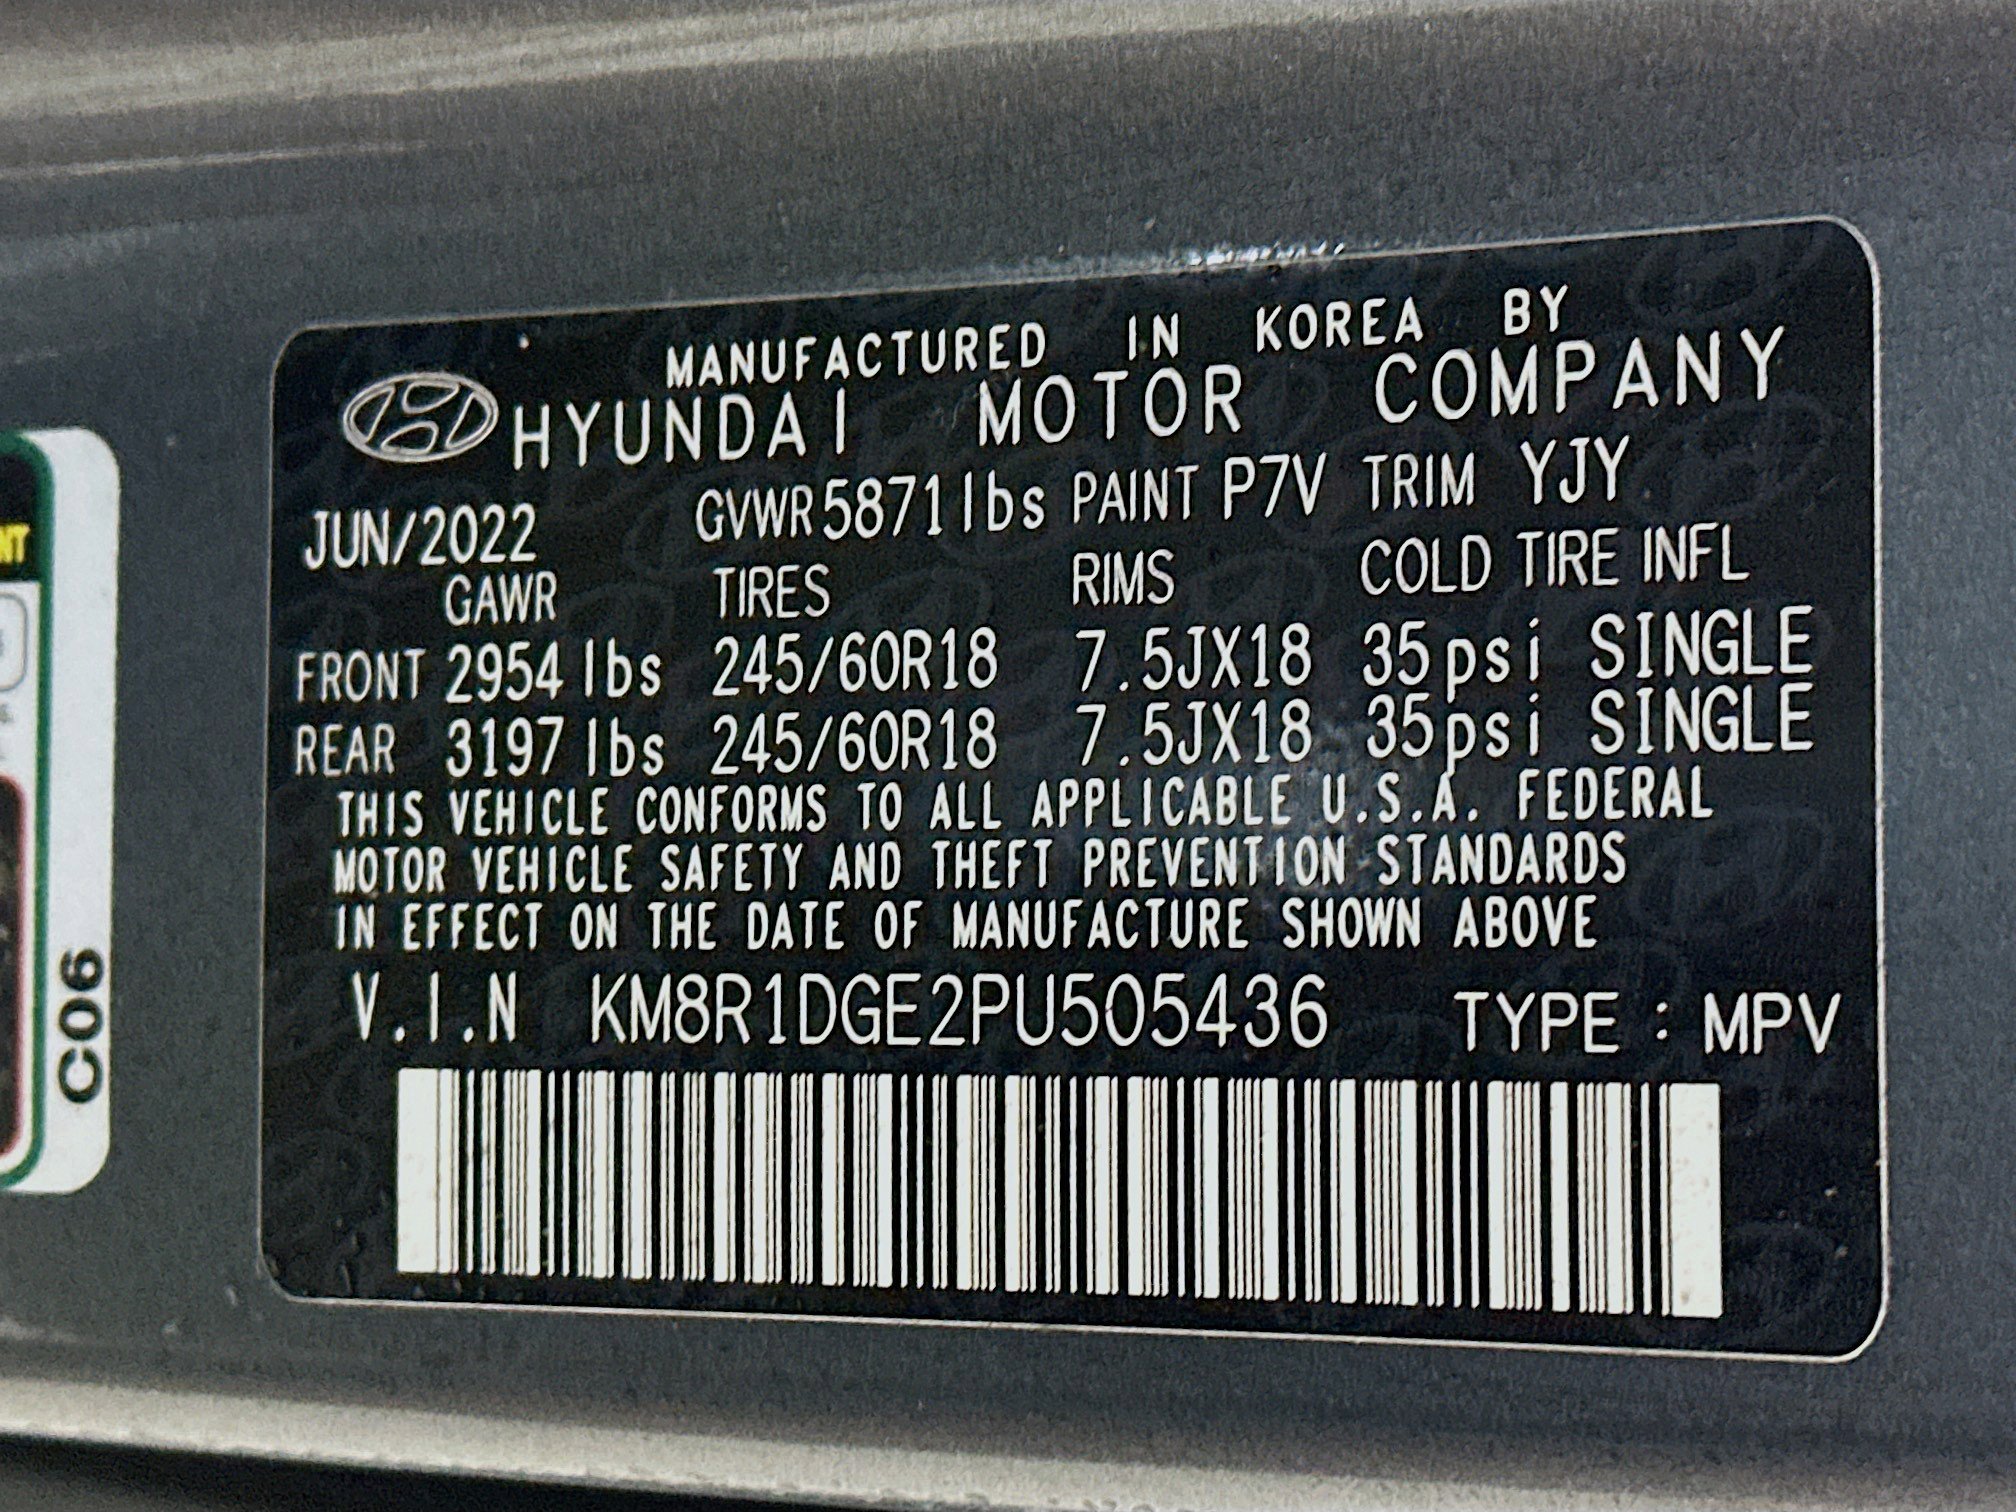 MANUFACTURED IN KOREA BY
HYUNDAI MOTOR COMPANY
JUN/2022 GVWR 5871lbs PAINT P7V TRIM YJY
GAWR TIRES RIMS COLD TIRE INFL
FRONT 2954 lbs 245/60R18 7.5JX18 35psi SINGLE
REAR 3197 lbs 245/60R18 7.5JX18 35psi SINGLE
THIS VEHICLE CONFORMS TO ALL APPLICABLE U.S.A. FEDERAL
MOTOR VEHICLE SAFETY AND THEFT PREVENTION STANDARDS
IN EFFECT ON THE DATE OF MANUFACTURE SHOWN ABOVE
V.I.N KM8R1DGE2PU505436 TYPE : MPV
NT
C06